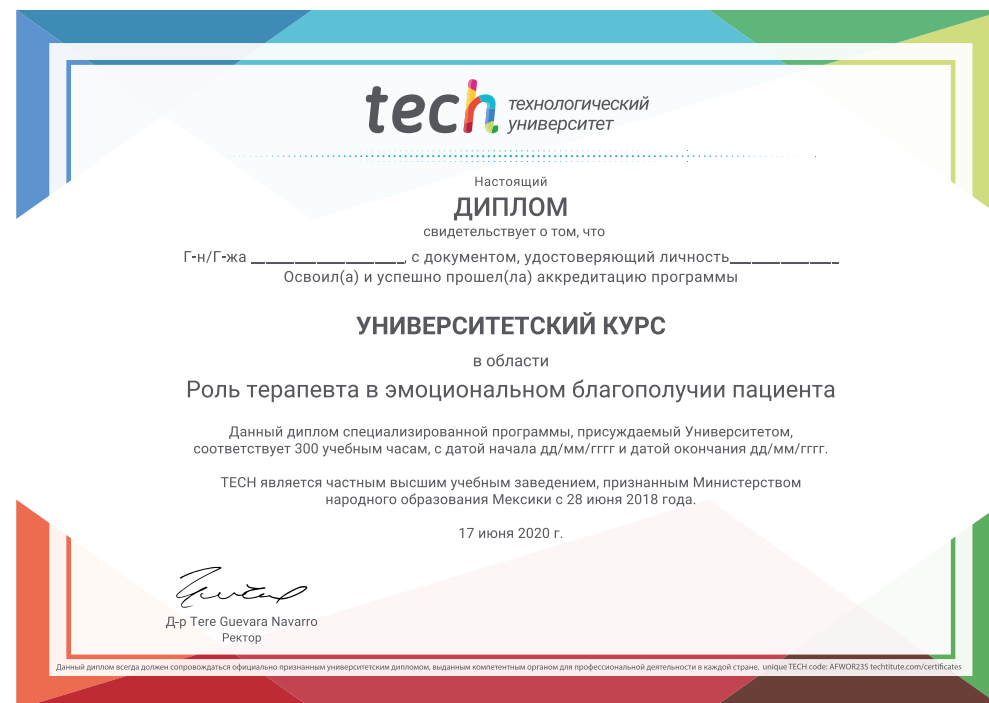 tech технологический университет
Настоящий
ДИПЛОМ
свидетельствует о том, что
Г-н/Г-жа ____________________, с документом, удостоверяющий личность______________
Освоил(а) и успешно прошел(ла) аккредитацию программы
УНИВЕРСИТЕТСКИЙ КУРС
в области
Роль терапевта в эмоциональном благополучии пациента
Данный диплом специализированной программы, присуждаемый Университетом,
соответствует 300 учебным часам, с датой начала дд/мм/гггг и датой окончания дд/мм/гггг.
TECH является частным высшим учебным заведением, признанным Министерством
народного образования Мексики с 28 июня 2018 года.
17 июня 2020 г.
Д-р Tere Guevara Navarro
Ректор
Данный диплом всегда должен сопровождаться официально признанным университетским дипломом, выданным компетентным органом для профессиональной деятельности в каждой стране. unique TECH code: AFWOR23S techtitute.com/certificates